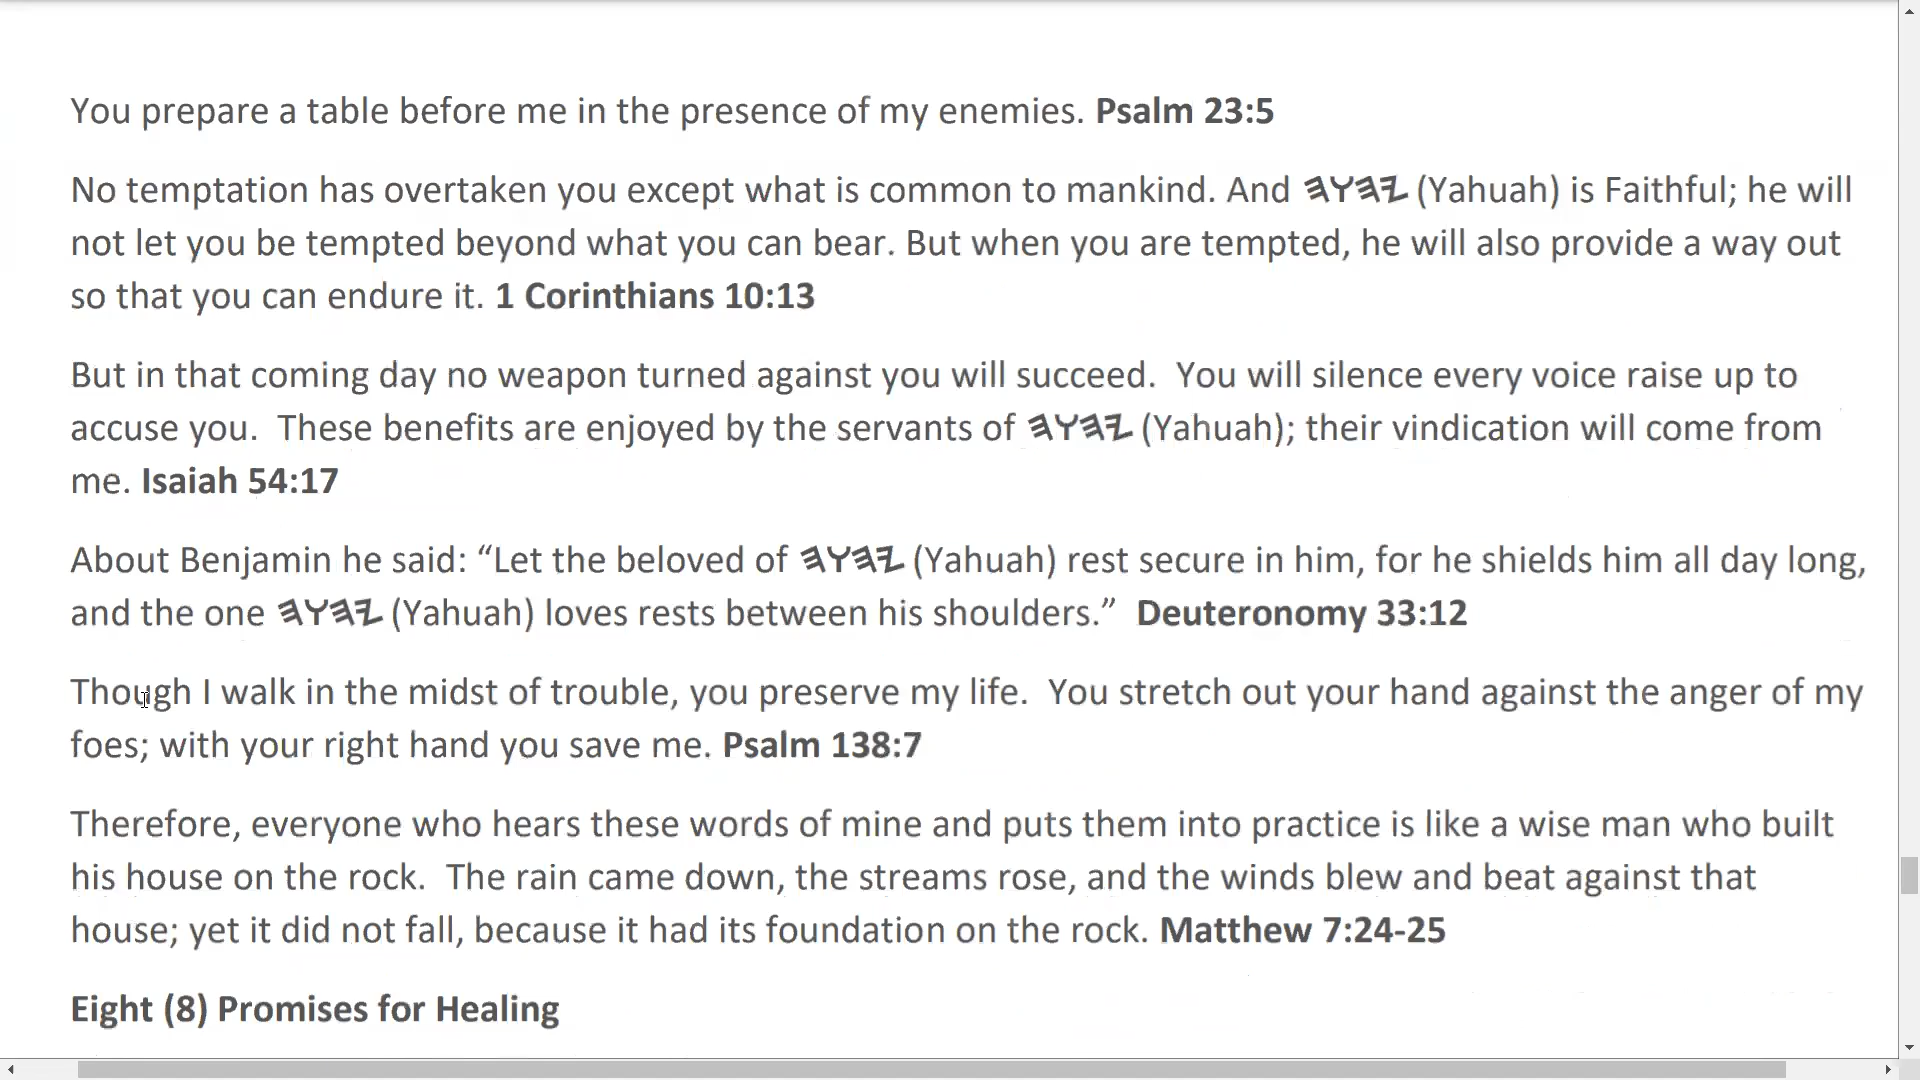 You prepare a table before me in the presence of my enemies. Psalm 23:5
No temptation has overtaken you except what is common to mankind. And 𐤉𐤄𐤅𐤄 (Yahuah) is Faithful; he will
not let you be tempted beyond what you can bear. But when you are tempted, he will also provide a way out
so that you can endure it. 1 Corinthians 10:13
But in that coming day no weapon turned against you will succeed.  You will silence every voice raise up to
accuse you.  These benefits are enjoyed by the servants of 𐤉𐤄𐤅𐤄 (Yahuah); their vindication will come from
me. Isaiah 54:17
About Benjamin he said: “Let the beloved of 𐤉𐤄𐤅𐤄 (Yahuah) rest secure in him, for he shields him all day long,
and the one 𐤉𐤄𐤅𐤄 (Yahuah) loves rests between his shoulders.”  Deuteronomy 33:12
Though I walk in the midst of trouble, you preserve my life.  You stretch out your hand against the anger of my
foes; with your right hand you save me. Psalm 138:7
Therefore, everyone who hears these words of mine and puts them into practice is like a wise man who built
his house on the rock.  The rain came down, the streams rose, and the winds blew and beat against that
house; yet it did not fall, because it had its foundation on the rock. Matthew 7:24-25
Eight (8) Promises for Healing